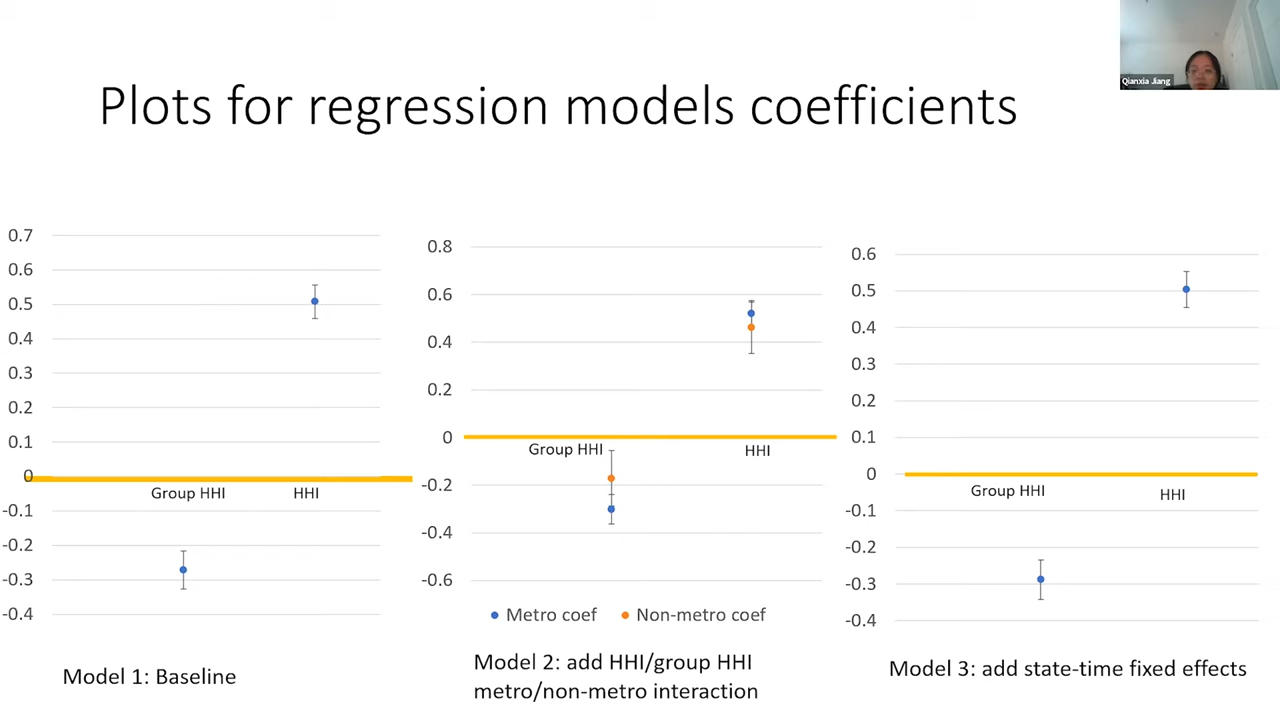 Qianxia Jiang
Plots for regression models coefficients
0.7
0.6
0.5
0.4
0.3
0.2
0.1
0
-0.1
-0.2
-0.3
-0.4
Group HHI
HHI
Model 1: Baseline
0.8
0.6
0.4
0.2
0
-0.2
-0.4
-0.6
Group HHI
HHI
Metro coef
Non-metro coef
Model 2: add HHI/group HHI
metro/non-metro interaction
0.6
0.5
0.4
0.3
0.2
0.1
0
-0.1
-0.2
-0.3
-0.4
Group HHI
HHI
Model 3: add state-time fixed effects